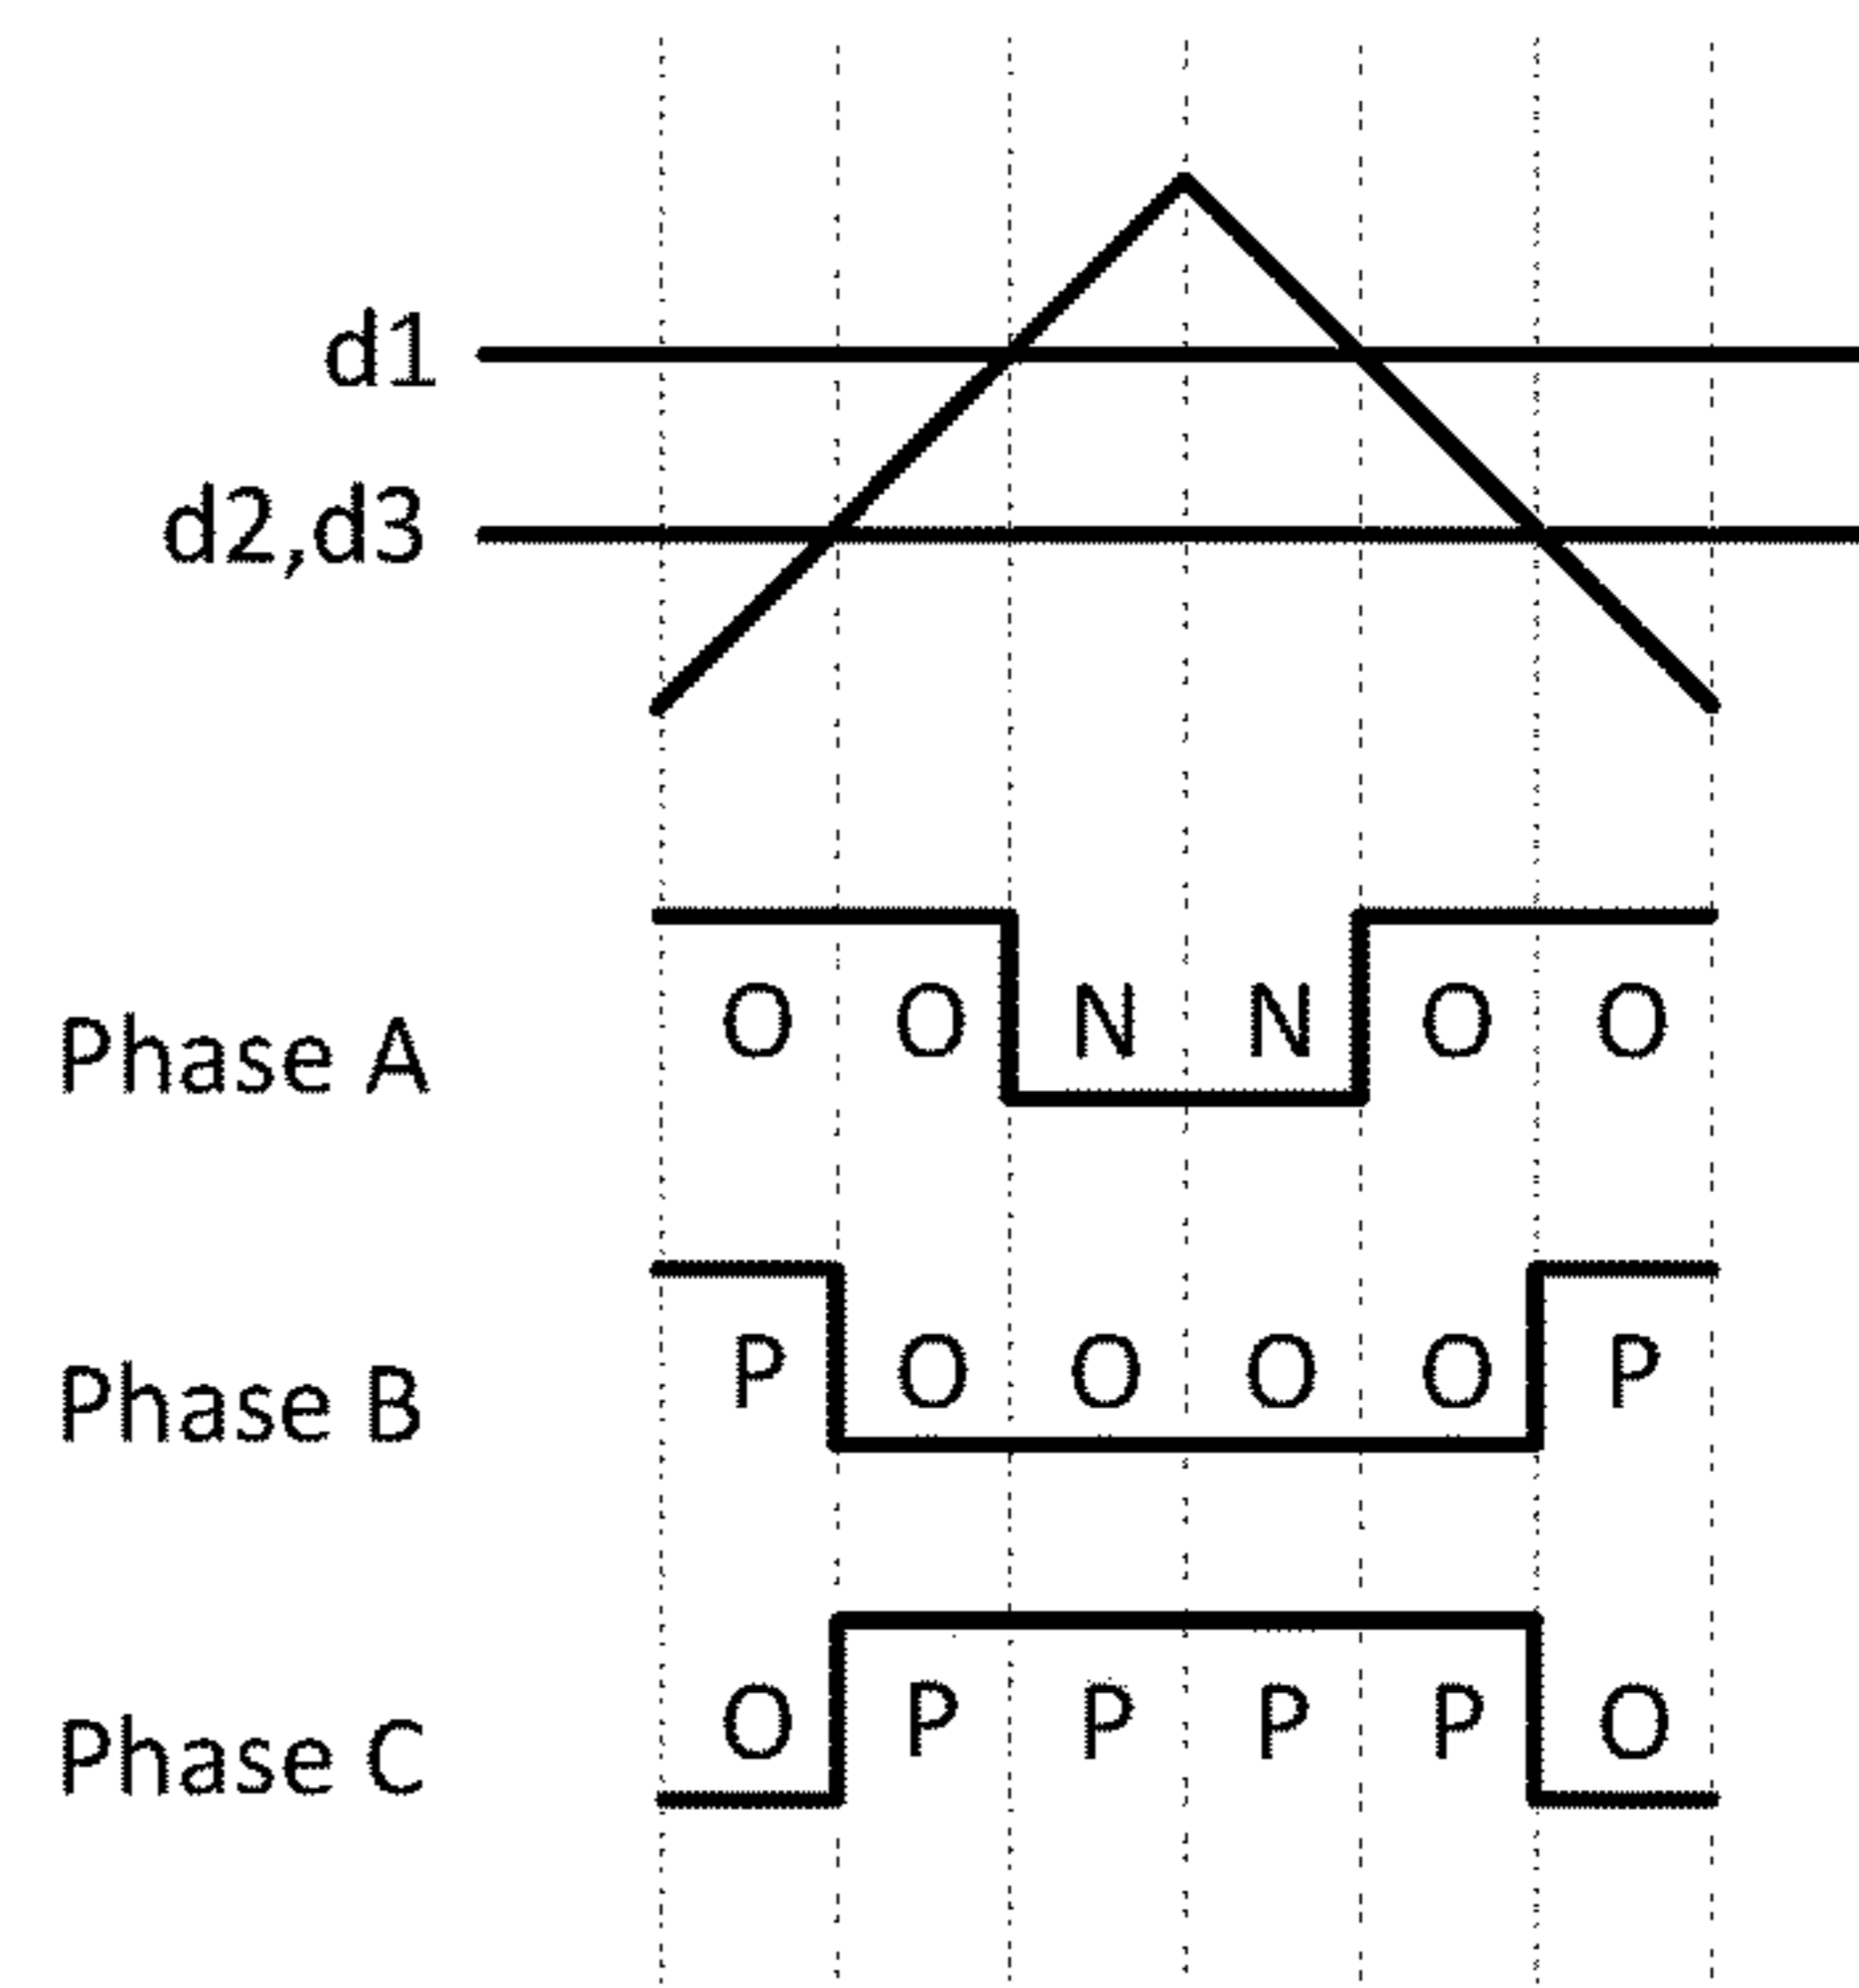 d1
d2,d3
Phase A O O N N O O
Phase B P O O O O P
Phase C O P P P P O